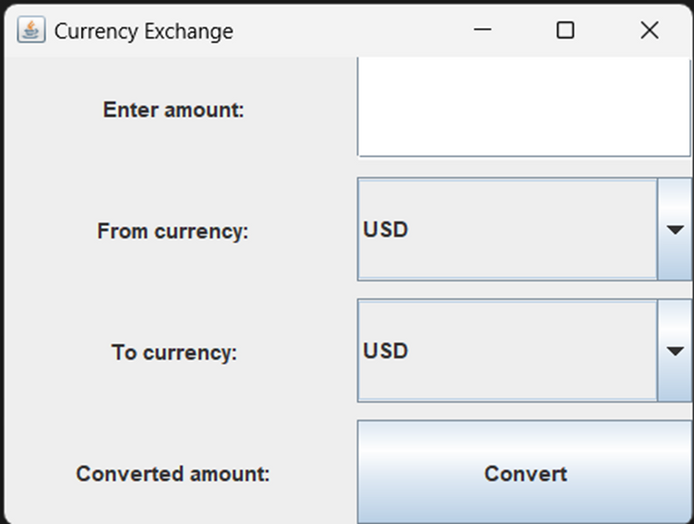 Currency Exchange
Enter amount:
From currency:
USD
To currency:
USD
Converted amount:
Convert